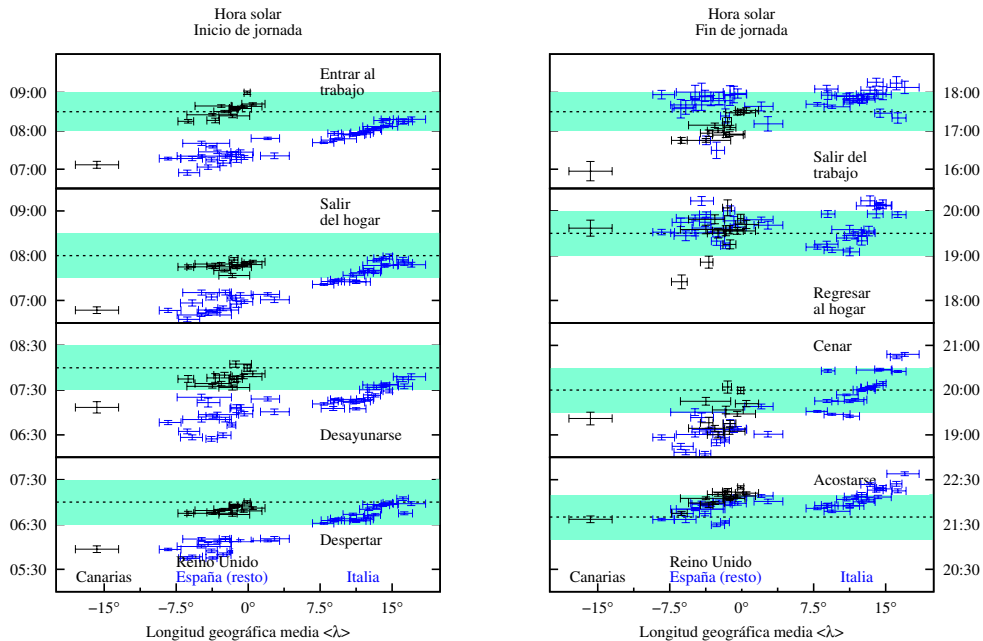 Hora solar
Inicio de jornada
Entrar al
trabajo
09:00
08:00
07:00
Salir
del hogar
09:00
08:00
07:00
08:30
07:30
06:30
Desayunarse
07:30
06:30
05:30
Despertar
Canarias
Reino Unido
España (resto)
Italia
−15°
−7.5°
0°
7.5°
15°
Longitud geográfica media <λ>
Hora solar
Fin de jornada
18:00
17:00
16:00
Salir del
trabajo
20:00
19:00
18:00
Regresar
al hogar
Cenar
21:00
20:00
19:00
Acostarse
22:30
21:30
20:30
Canarias
Reino Unido
España (resto)
Italia
−15°
−7.5°
0°
7.5°
15°
Longitud geográfica media <λ>